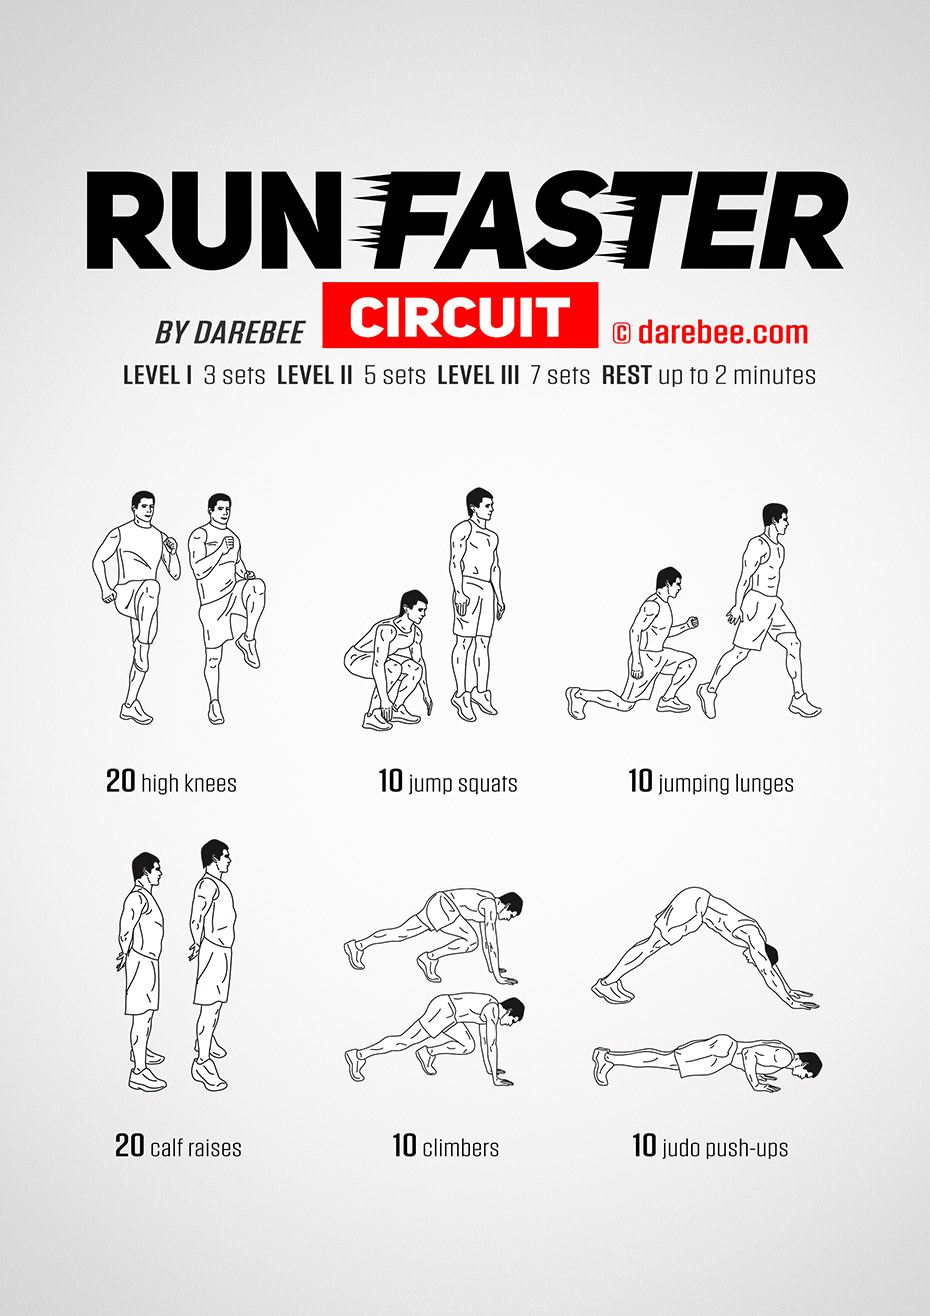 RUN FASTER
CIRCUIT
BY DAREBEE © darebee.com
LEVEL I 3 sets LEVEL II 5 sets LEVEL III 7 sets REST up to 2 minutes
20 high knees
10 jump squats
10 jumping lunges
20 calf raises
10 climbers
10 judo push-ups